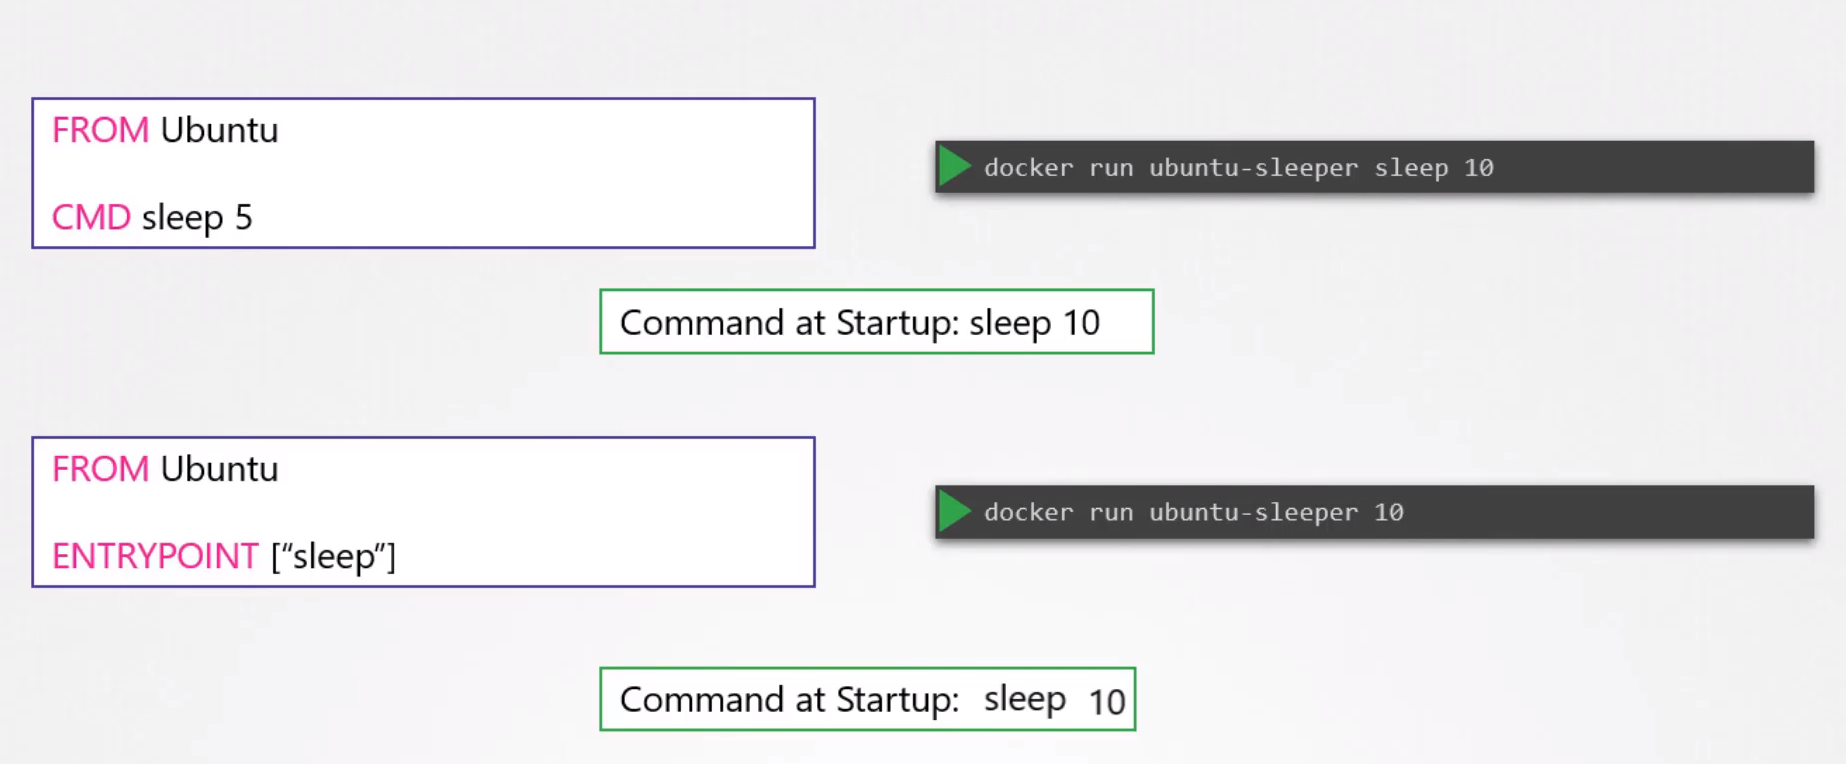 FROM Ubuntu
CMD sleep 5
docker run ubuntu-sleeper sleep 10
Command at Startup: sleep 10
FROM Ubuntu
ENTRYPOINT [“sleep”]
docker run ubuntu-sleeper 10
Command at Startup: sleep 10